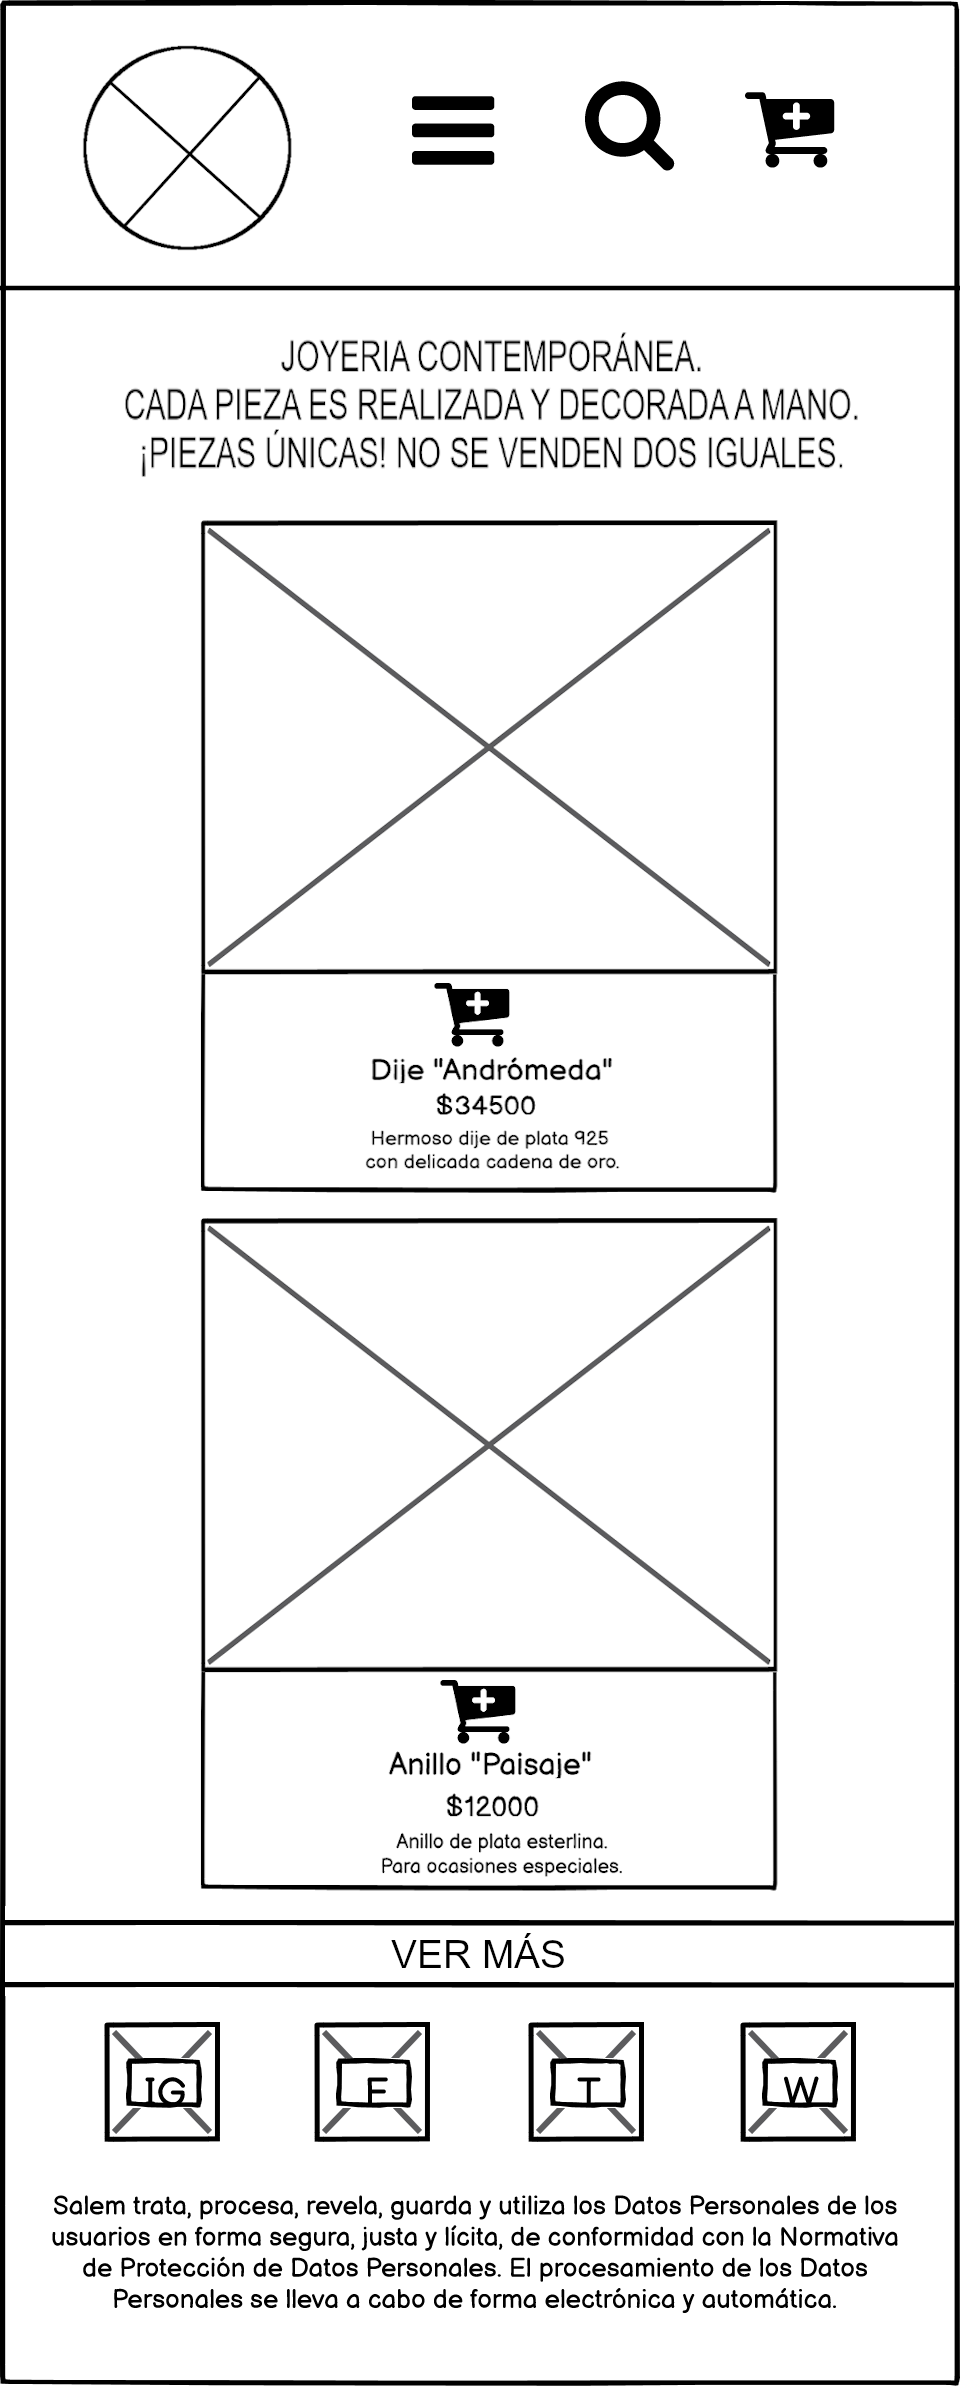 JOYERIA CONTEMPORÁNEA.
CADA PIEZA ES REALIZADA Y DECORADA A MANO.
¡PIEZAS ÚNICAS! NO SE VENDEN DOS IGUALES.
Dije "Andrómeda"
$34500
Hermoso dije de plata 925
con delicada cadena de oro.
Anillo "Paisaje"
$12000
Anillo de plata esterlina.
Para ocasiones especiales.
VER MÁS
IG F T W
Salem trata, procesa, revela, guarda y utiliza los Datos Personales de los
usuarios en forma segura, justa y lícita, de conformidad con la Normativa
de Protección de Datos Personales. El procesamiento de los Datos
Personales se lleva a cabo de forma electrónica y automática.